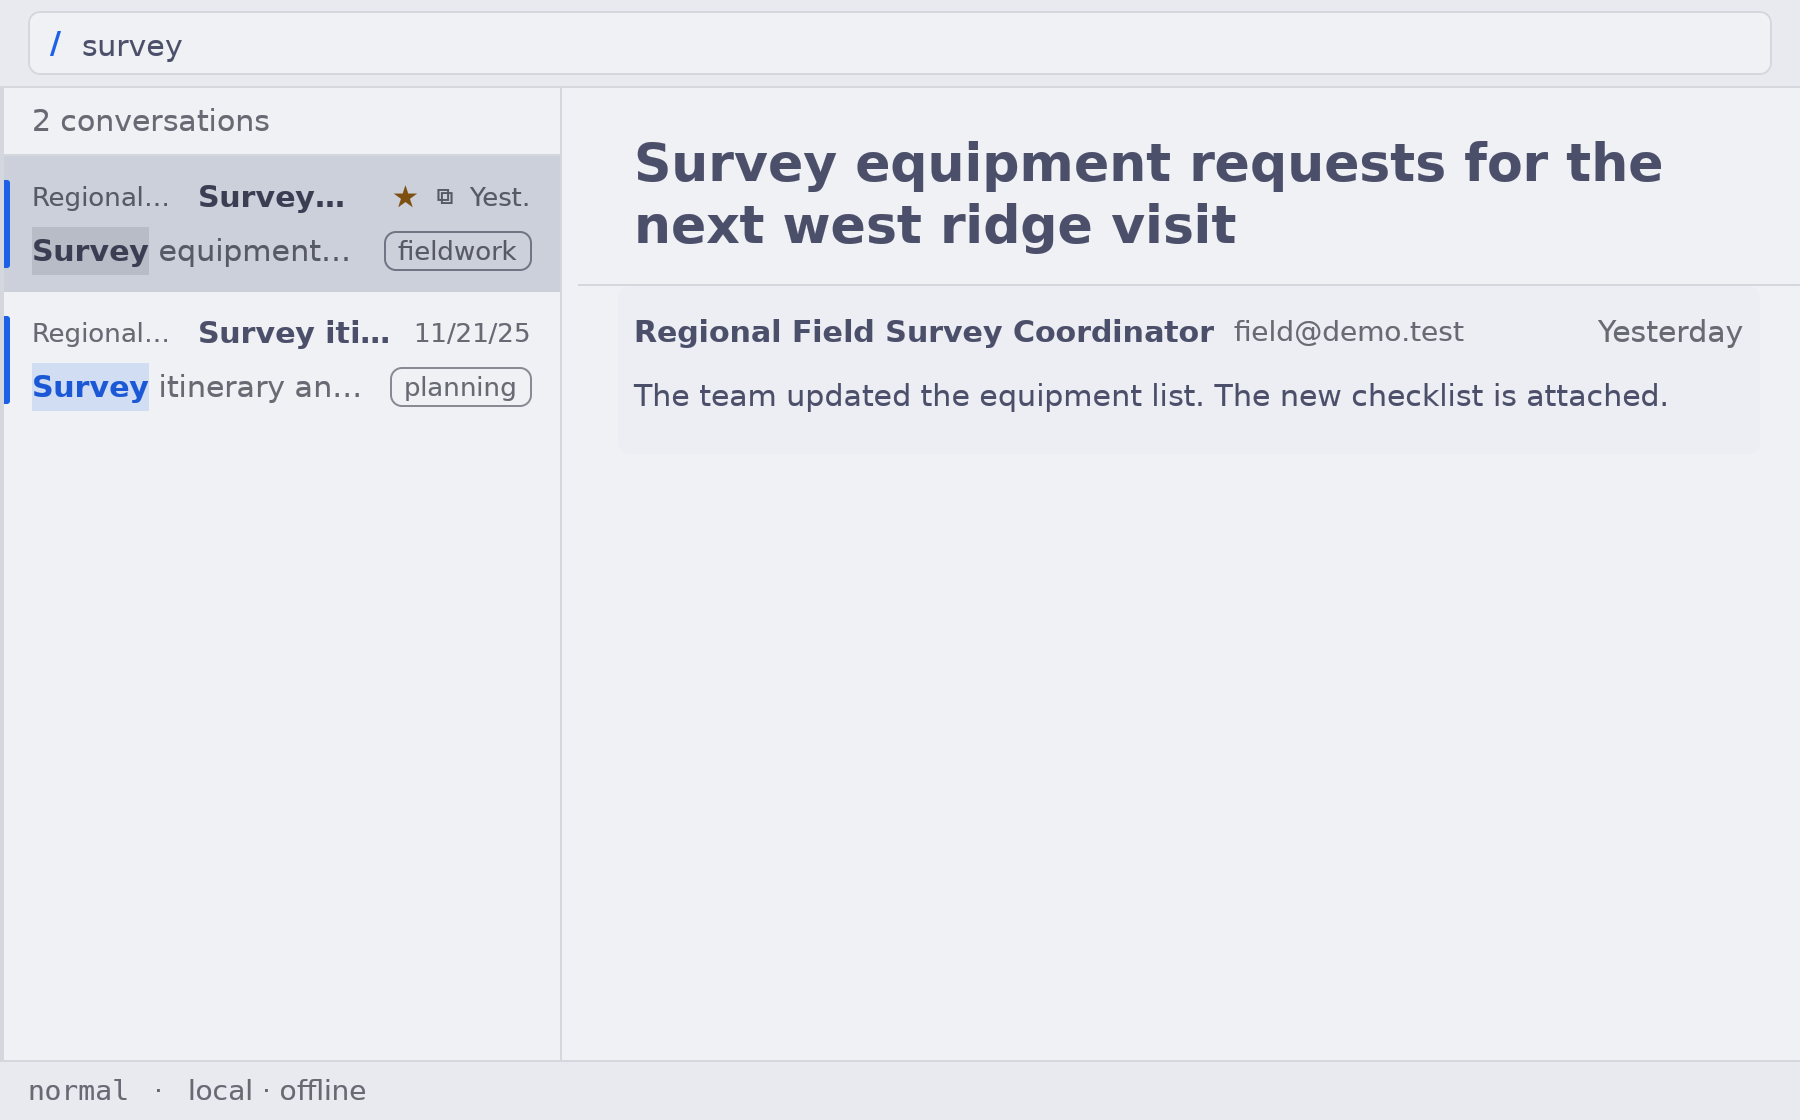 / survey
2 conversations
Regional… Survey… ★ ⧉ Yest.
Survey equipment… fieldwork
Regional… Survey iti… 11/21/25
Survey itinerary an… planning
Survey equipment requests for the
next west ridge visit
Regional Field Survey Coordinator field@demo.test Yesterday
The team updated the equipment list. The new checklist is attached.
normal · local · offline